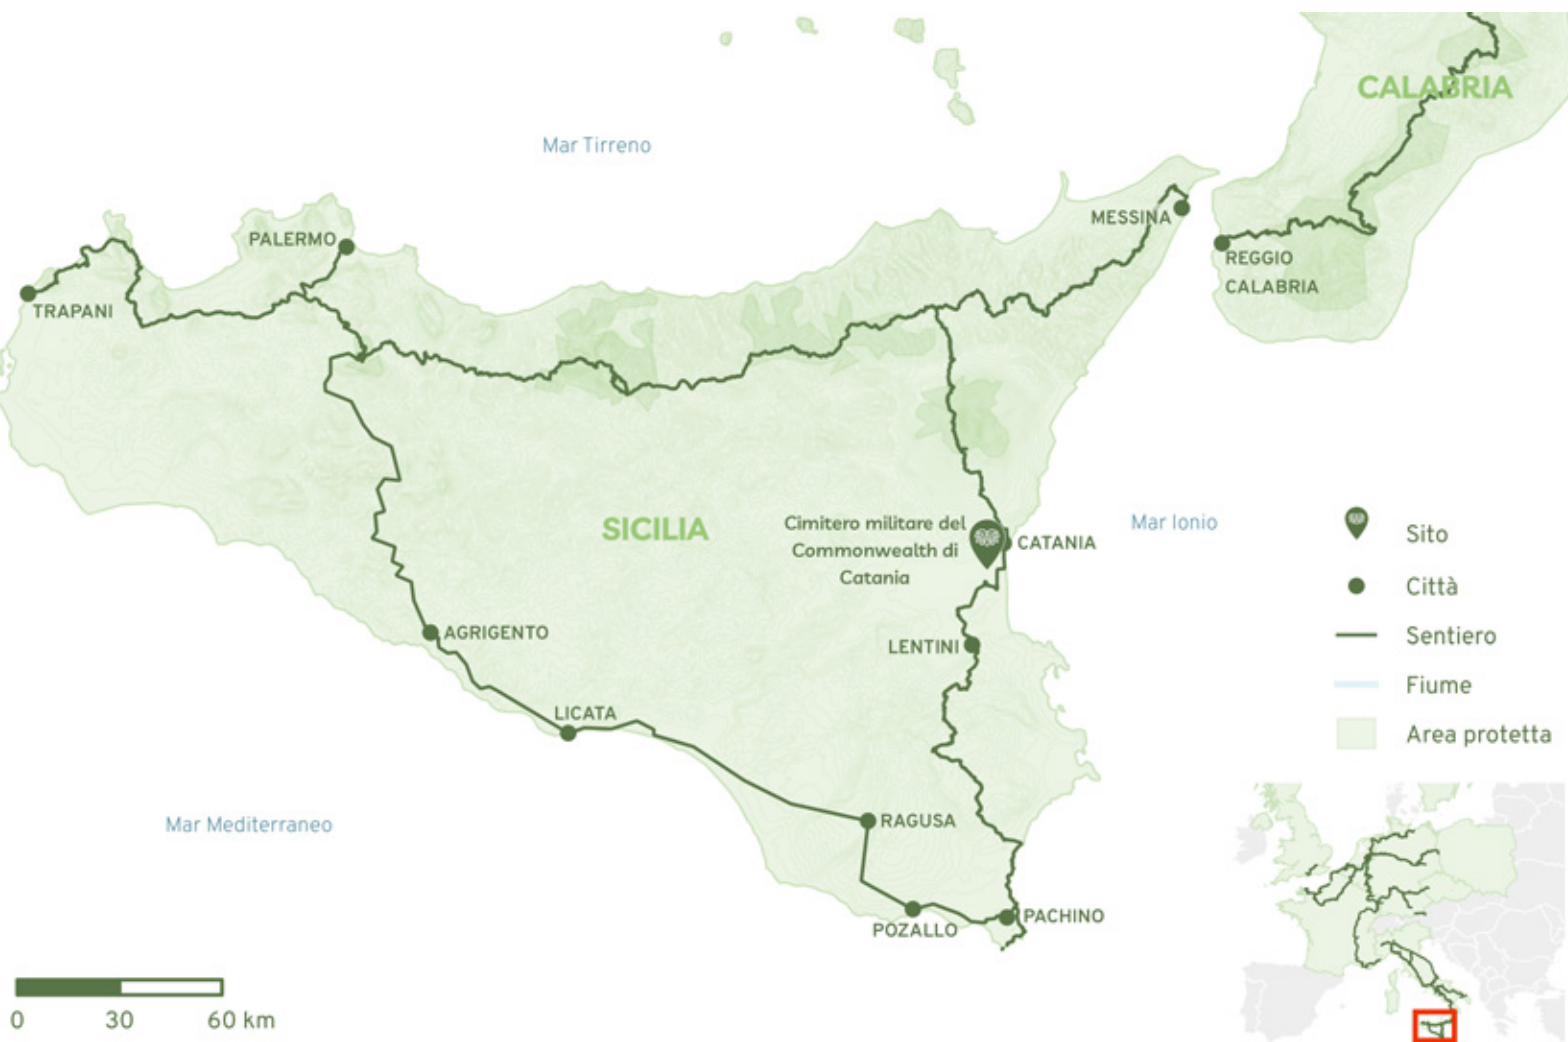 CALABRIA
Mar Tirreno
MESSINA
PALERMO
REGGIO
CALABRIA
TRAPANI
SICILIA
Cimitero militare del
Commonwealth di
Catania
CATANIA
Mar Ionio
Sito
Città
Sentiero
Fiume
Area protetta
AGRIGENTO
LENTINI
LICATA
RAGUSA
Mar Mediterraneo
POZALLO
PACHINO
0 30 60 km